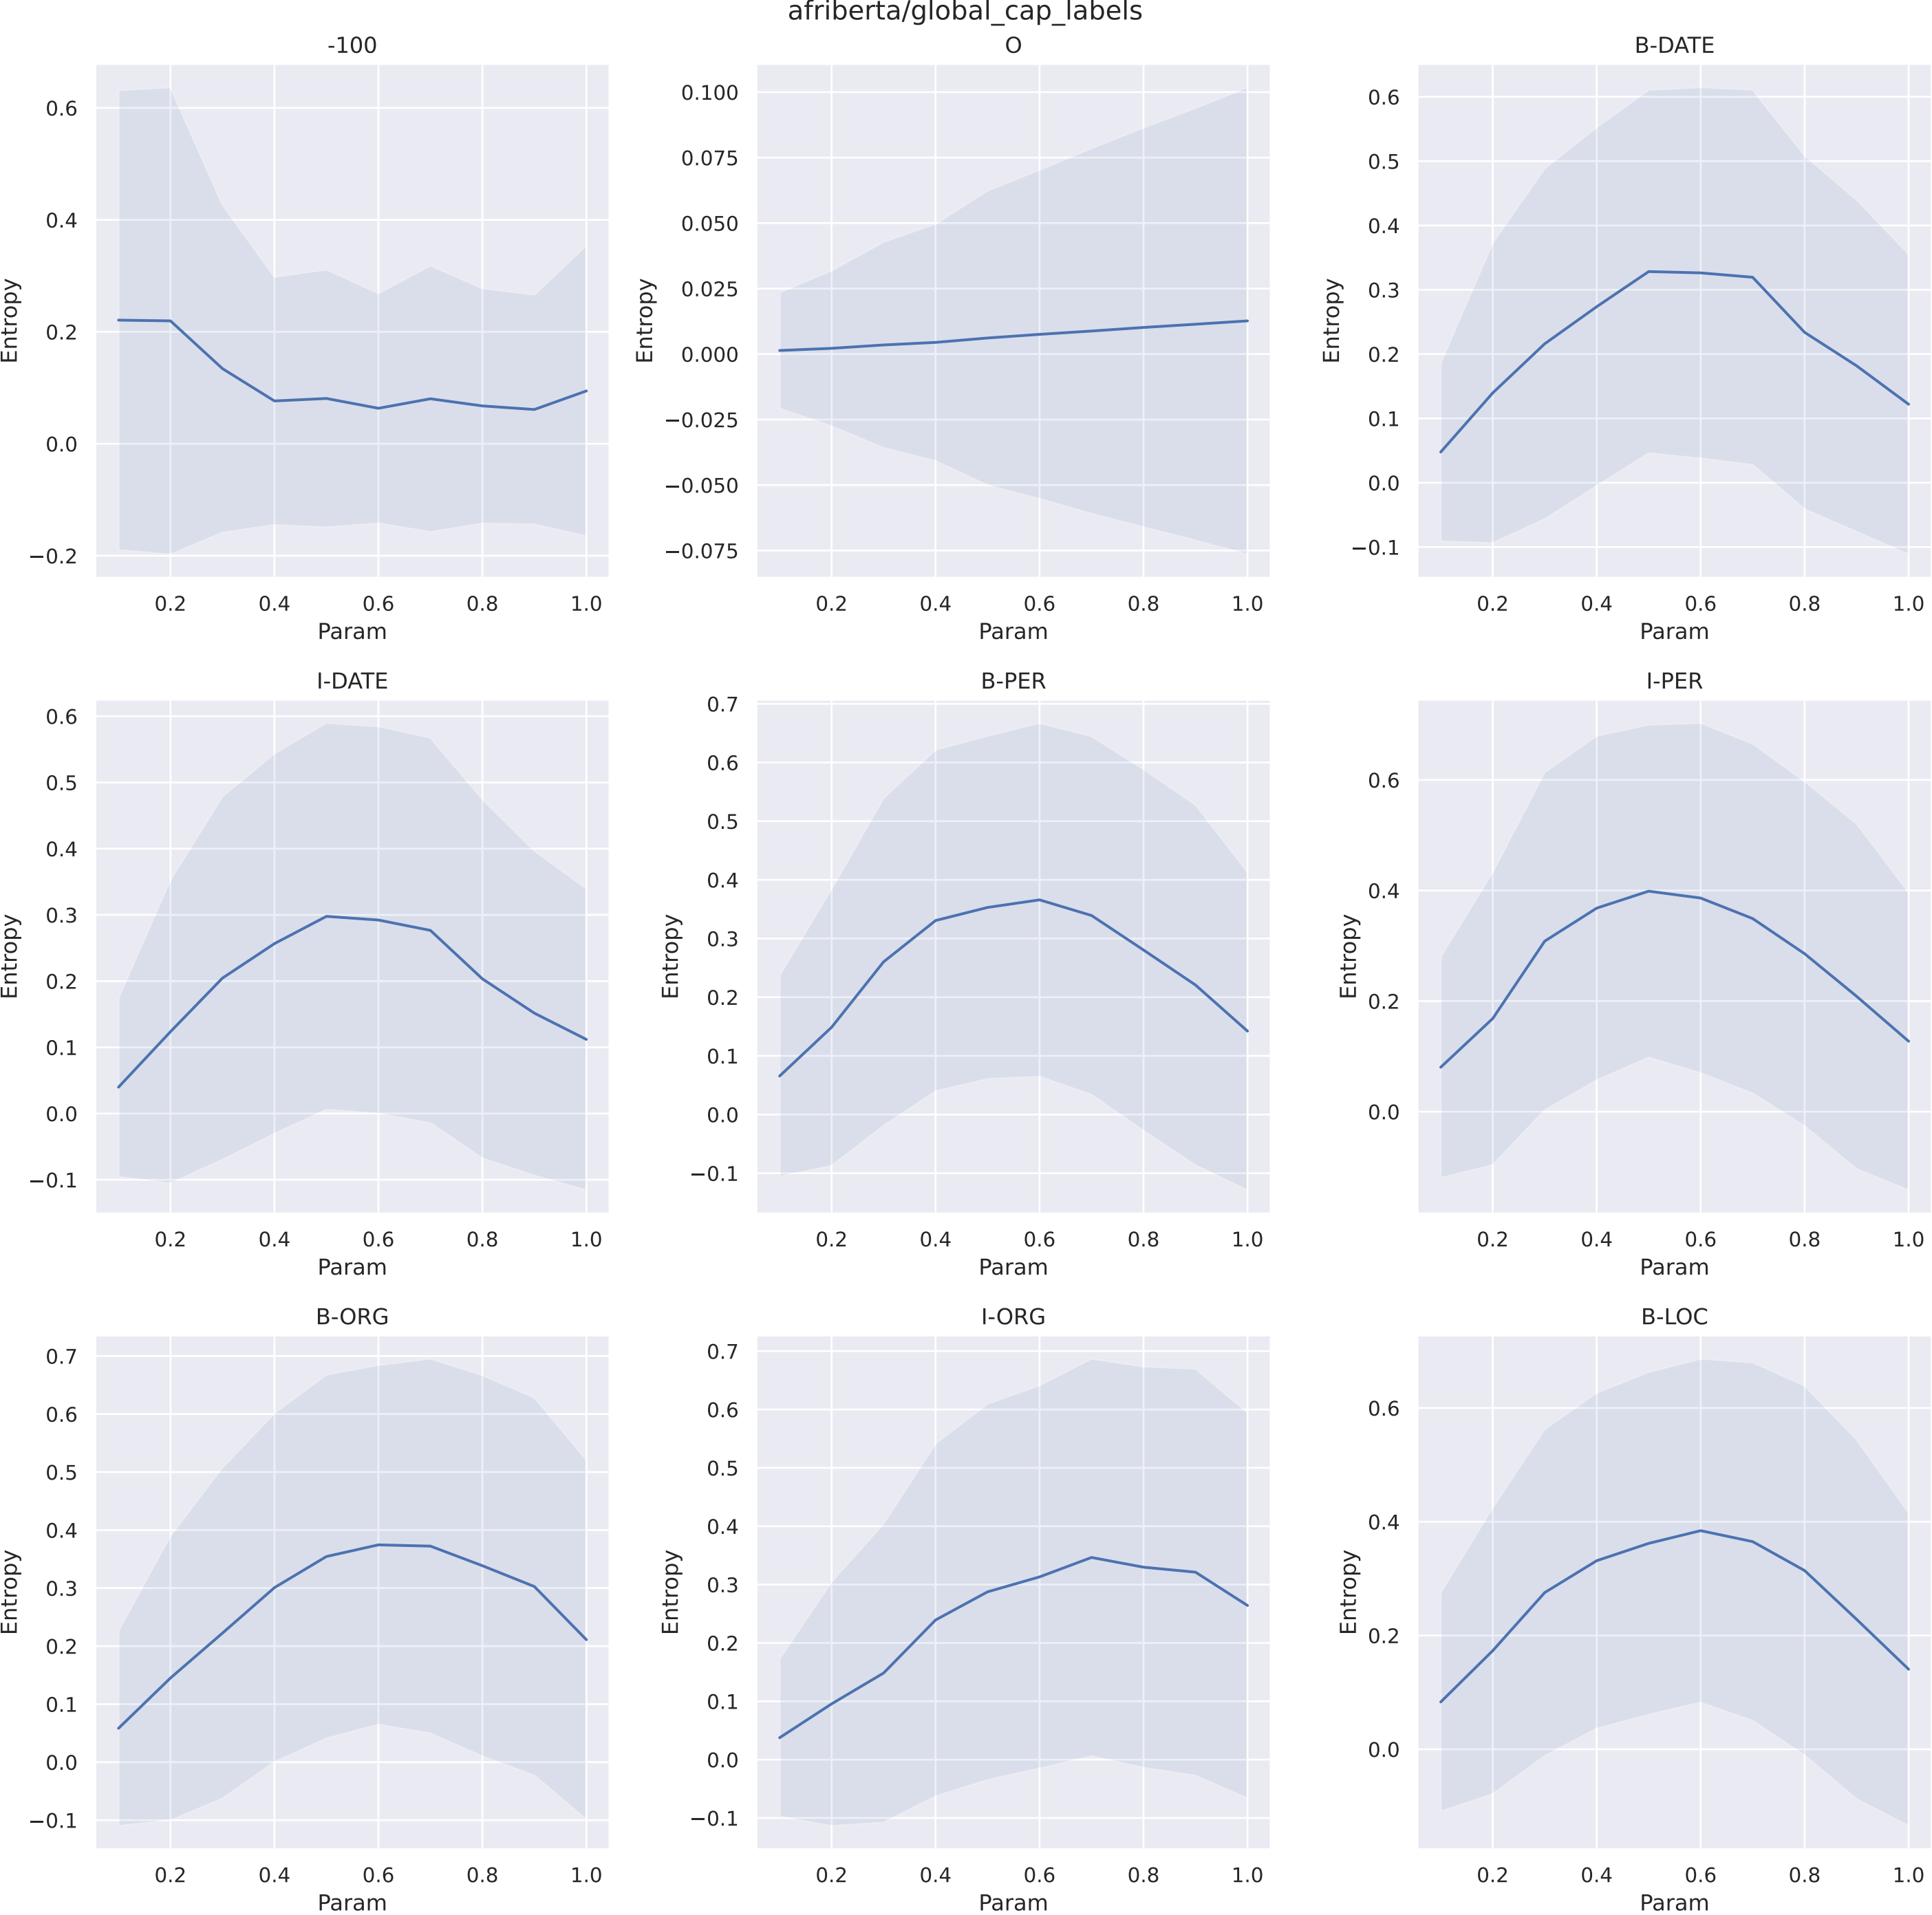 afriberta/global_cap_labels
-100
0.6
0.4
0.2
0.0
−0.2
Entropy
0.2 0.4 0.6 0.8 1.0
Param
O
0.100
0.075
0.050
0.025
0.000
−0.025
−0.050
−0.075
Entropy
0.2 0.4 0.6 0.8 1.0
Param
B-DATE
0.6
0.5
0.4
0.3
0.2
0.1
0.0
−0.1
Entropy
0.2 0.4 0.6 0.8 1.0
Param
I-DATE
0.6
0.5
0.4
0.3
0.2
0.1
0.0
−0.1
Entropy
0.2 0.4 0.6 0.8 1.0
Param
B-PER
0.7
0.6
0.5
0.4
0.3
0.2
0.1
0.0
−0.1
Entropy
0.2 0.4 0.6 0.8 1.0
Param
I-PER
0.6
0.4
0.2
0.0
Entropy
0.2 0.4 0.6 0.8 1.0
Param
B-ORG
0.7
0.6
0.5
0.4
0.3
0.2
0.1
0.0
−0.1
Entropy
0.2 0.4 0.6 0.8 1.0
Param
I-ORG
0.7
0.6
0.5
0.4
0.3
0.2
0.1
0.0
−0.1
Entropy
0.2 0.4 0.6 0.8 1.0
Param
B-LOC
0.6
0.4
0.2
0.0
Entropy
0.2 0.4 0.6 0.8 1.0
Param